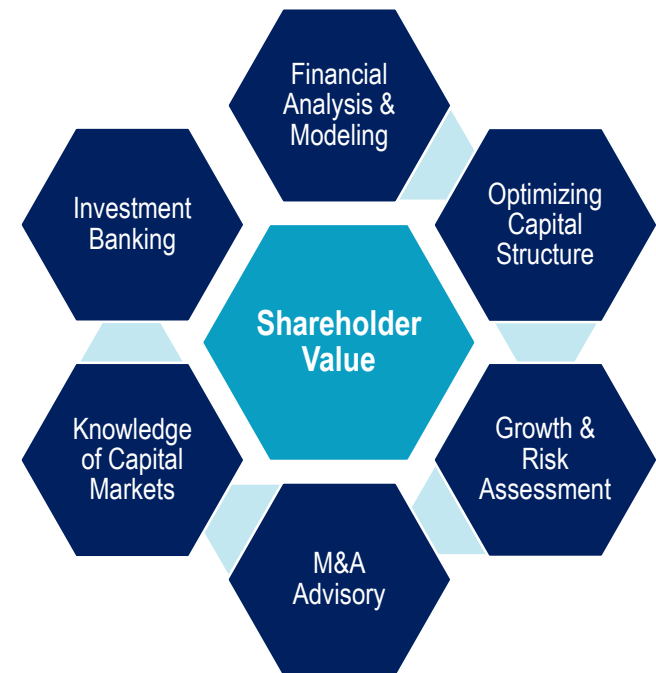 Financial
Analysis &
Modeling
Optimizing
Capital
Structure
Growth &
Risk
Assessment
M&A
Advisory
Knowledge
of Capital
Markets
Investment
Banking
Shareholder
Value